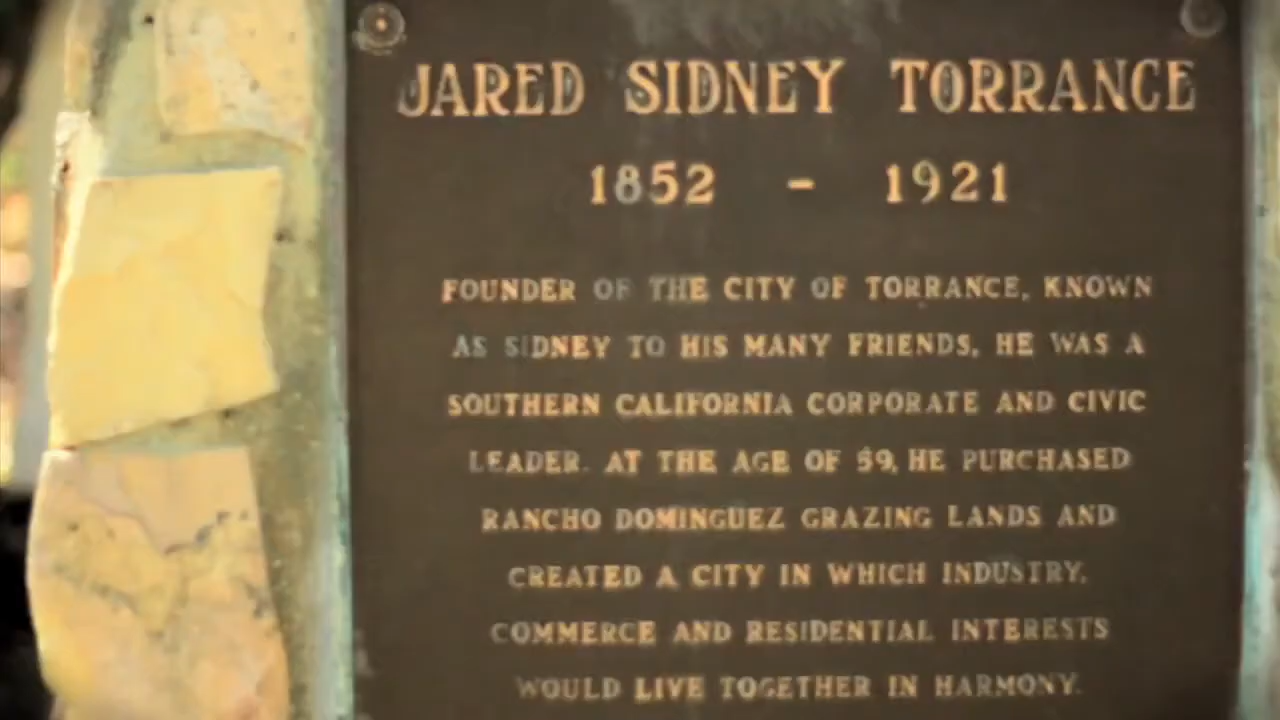 JARED SIDNEY TORRANCE
1852 - 1921
FOUNDER OF THE CITY OF TORRANCE, KNOWN
AS SIDNEY TO HIS MANY FRIENDS, HE WAS A
SOUTHERN CALIFORNIA CORPORATE AND CIVIC
LEADER. AT THE AGE OF 59, HE PURCHASED
RANCHO DOMINGUEZ GRAZING LANDS AND
CREATED A CITY IN WHICH INDUSTRY,
COMMERCE AND RESIDENTIAL INTERESTS
WOULD LIVE TOGETHER IN HARMONY.